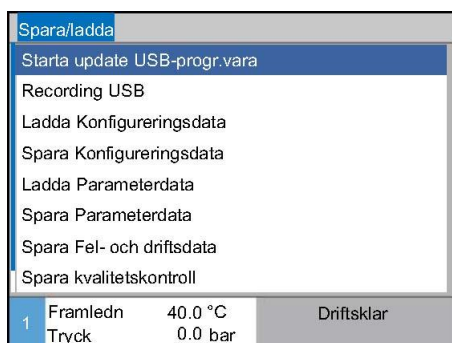 Spara/ladda
Starta update USB-progr.vara
Recording USB
Ladda Konfigureringsdata
Spara Konfigureringsdata
Ladda Parameterdata
Spara Parameterdata
Spara Fel- och driftsdata
Spara kvalitetskontroll
1 Framledn 40.0 °C Driftsklar
Tryck 0.0 bar